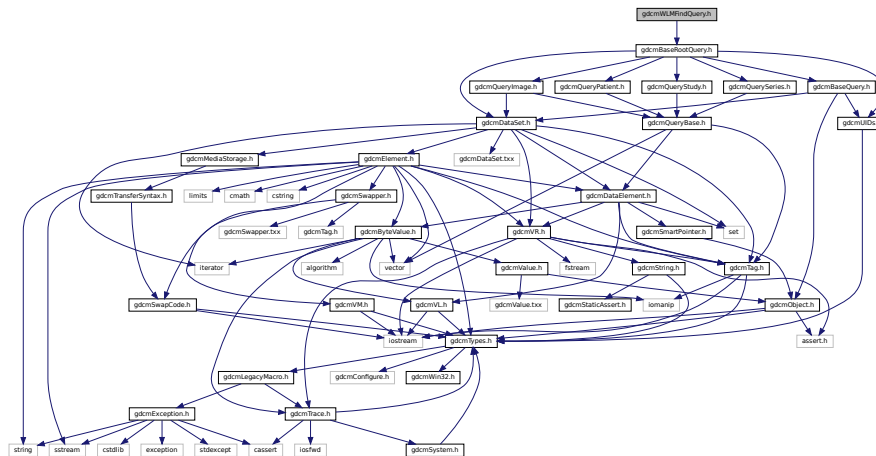 gdcmWLMFindQuery.h
gdcmBaseRootQuery.h
gdcmQueryImage.h
gdcmQueryPatient.h
gdcmQueryStudy.h
gdcmQuerySeries.h
gdcmBaseQuery.h
gdcmDataSet.h
gdcmQueryBase.h
gdcmUIDs
gdcmMediaStorage.h
gdcmElement.h
gdcmDataSet.txx
gdcmTransferSyntax.h
limits
cmath
cstring
gdcmSwapper.h
gdcmDataElement.h
gdcmSwapper.txx
gdcmTag.h
gdcmByteValue.h
gdcmVR.h
gdcmSmartPointer.h
set
iterator
algorithm
vector
gdcmValue.h
fstream
gdcmString.h
gdcmTag.h
gdcmSwapCode.h
gdcmVM.h
gdcmVL.h
gdcmValue.txx
gdcmStaticAssert.h
iomanip
gdcmObject.h
iostream
gdcmTypes.h
assert.h
gdcmLegacyMacro.h
gdcmConfigure.h
gdcmWin32.h
gdcmException.h
gdcmTrace.h
string
sstream
cstdlib
exception
stdexcept
cassert
iosfwd
gdcmSystem.h